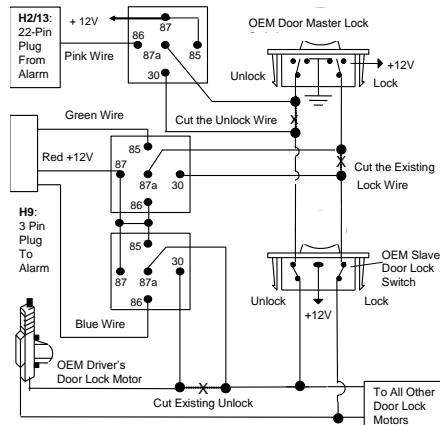 H2/13:
22-Pin
Plug
From
Alarm
+ 12V
87
86
87a
85
30
Pink Wire
OEM Door Master Lock
+12V
Unlock
Lock
Cut the Unlock Wire
X
Green Wire
Red +12V
85
87
87a
30
86
X
Cut the Existing
Lock Wire
H9:
3 Pin
Plug
To
Alarm
85
30
87
87a
86
Blue Wire
OEM Slave
Door Lock
Switch
Unlock
Lock
+12V
OEM Driver's
Door Lock Motor
X
Cut Existing Unlock
To All Other
Door Lock
Motors